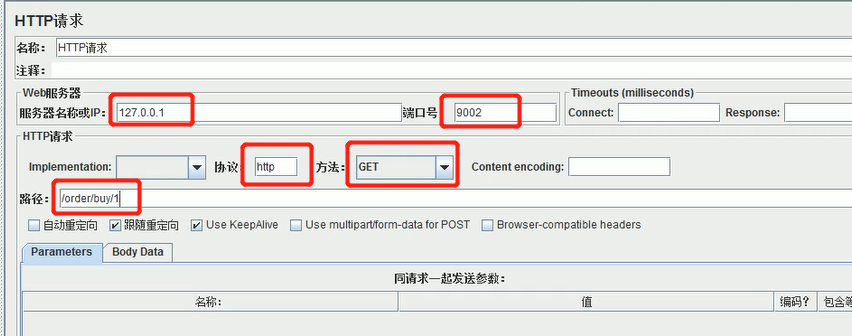 HTTP请求
名称: HTTP请求
注释:
Web服务器
服务器名称或IP: 127.0.0.1 端口号 9002
Timeouts (milliseconds)
Connect: Response:
HTTP请求
Implementation: 协议: http 方法: GET Content encoding:
路径: /order/buy/1
自动重定向 跟随重定向 Use KeepAlive Use multipart/form-data for POST Browser-compatible headers
Parameters Body Data
同请求一起发送参数:
名称: 值 编码? 包含等